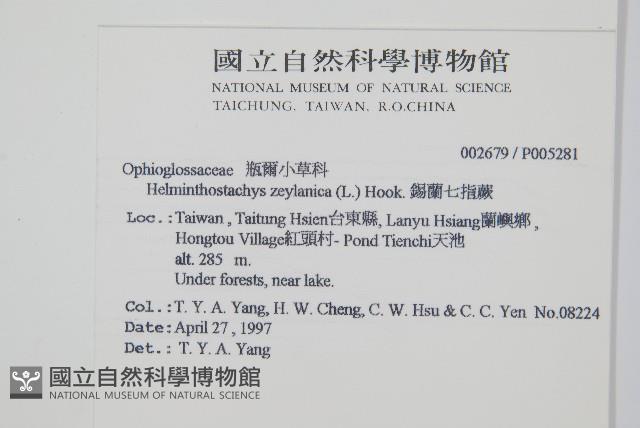 國立自然科學博物館
NATIONAL MUSEUM OF NATURAL SCIENCE
TAICHUNG, TAIWAN, R.O.CHINA
002679 / P005281
Ophioglossaceae 瓶爾小草科
Helminthostachys zeylanica (L.) Hook. 錫蘭七指蕨
Loc.: Taiwan , Taitung Hsien台東縣, Lanyu Hsiang蘭嶼鄉 ,
Hongtou Village紅頭村- Pond Tienchi天池
alt. 285 m.
Under forests, near lake.
Col.: T. Y. A. Yang, H. W. Cheng, C. W. Hsu & C. C. Yen No.08224
Date: April 27 , 1997
Det.: T. Y. A. Yang
國立自然科學博物館
NATIONAL MUSEUM OF NATURAL SCIENCE